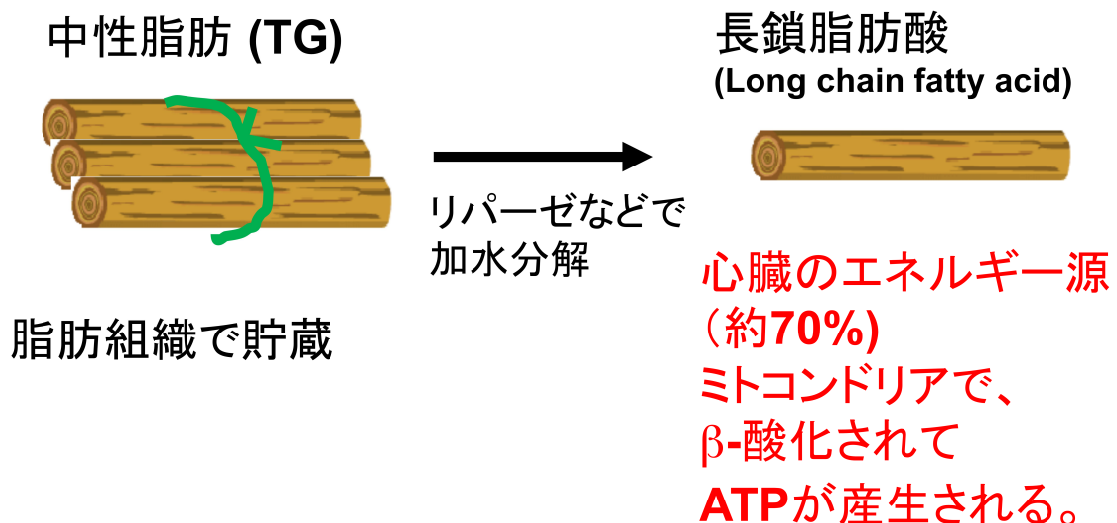 中性脂肪 (TG)
長鎖脂肪酸
(Long chain fatty acid)
リパーゼなどで
加水分解
脂肪組織で貯蔵
心臓のエネルギー源
（約70%)
ミトコンドリアで、
β-酸化されて
ATPが産生される。